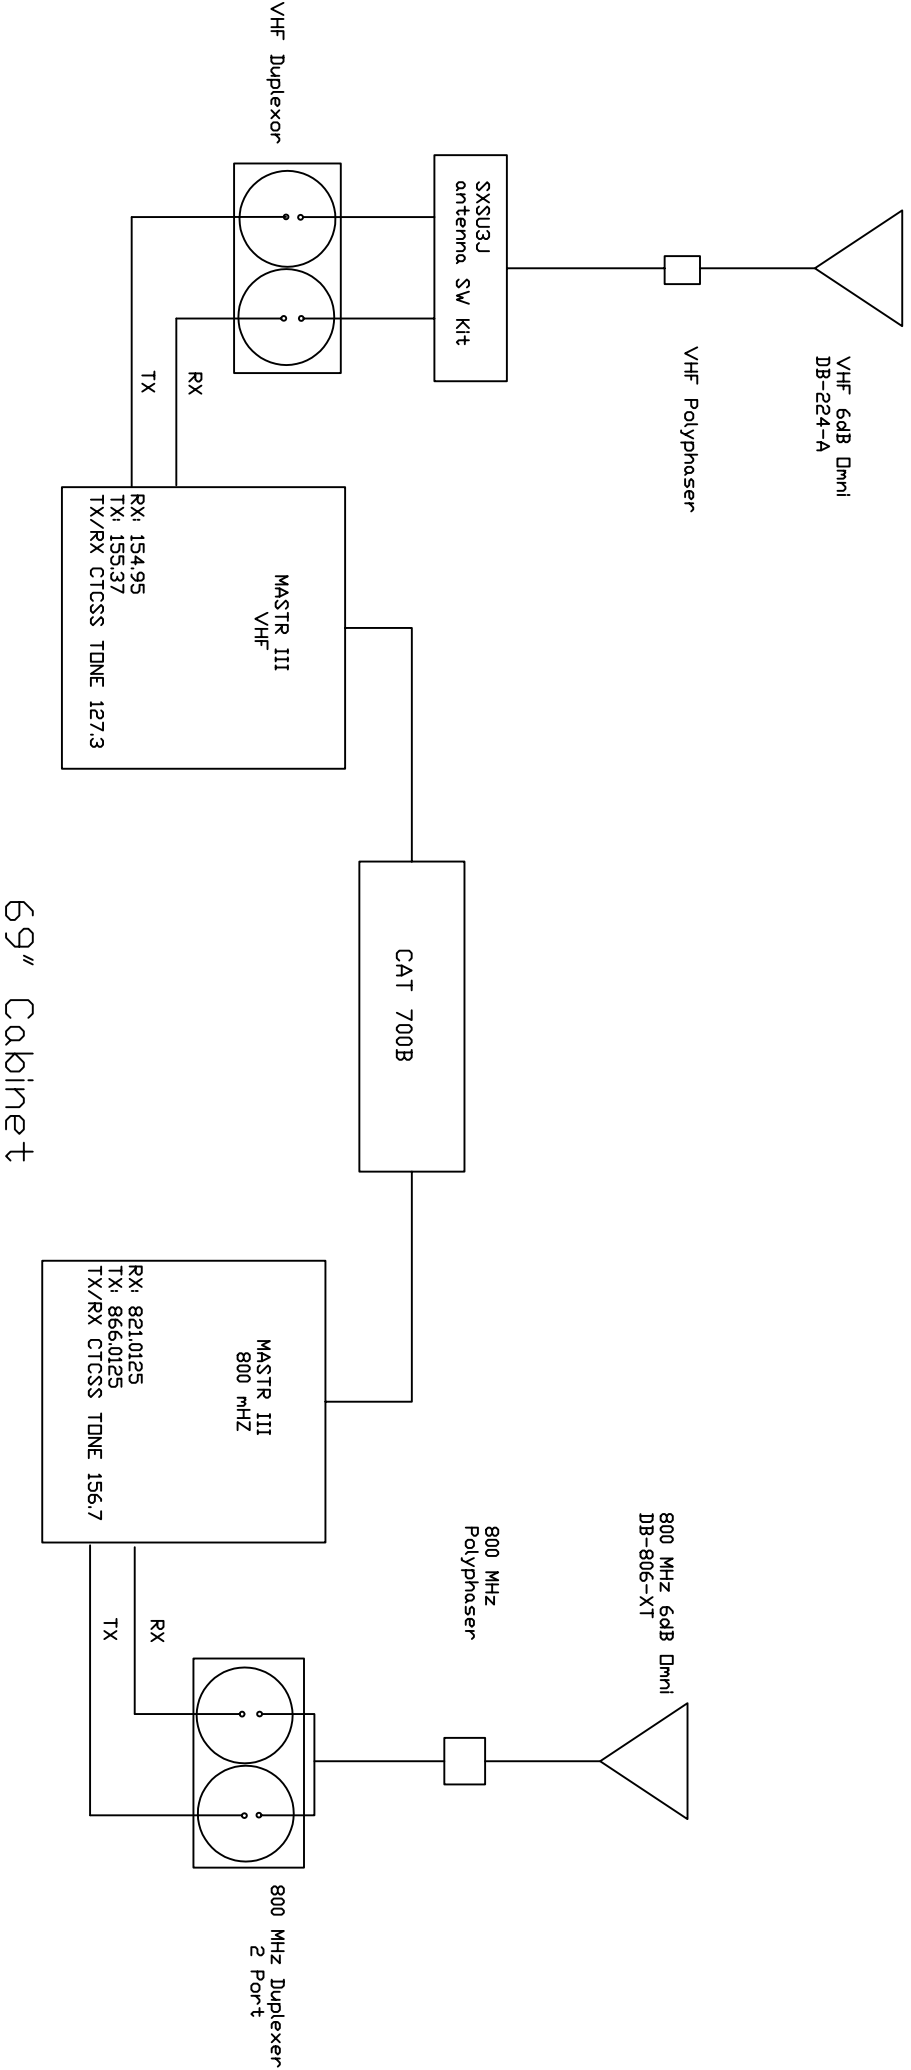 VHF 6dB Omni
DB-224-A
VHF Polyphaser
SXSU3J
antenna SW Kit
VHF Duplexor
RX
TX
MASTR III
VHF
RX: 154.95
TX: 155.37
TX/RX CTCSS TONE 127.3
CAT 700B
69" Cabinet
MASTR III
800 mHZ
RX: 821.0125
TX: 866.0125
TX/RX CTCSS TONE 156.7
800 MHz 6dB Omni
DB-806-XT
800 MHz
Polyphaser
RX
TX
800 MHz Duplexer
2 Port